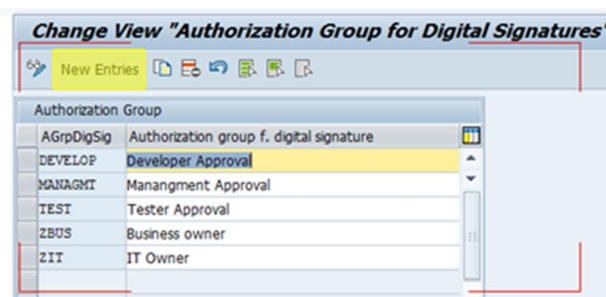 Change View "Authorization Group for Digital Signatures"
New Entries
Authorization Group
AGrpDigSig Authorization group f. digital signature
DEVELOP Developer Approval
MANAGMT Manangment Approval
TEST Tester Approval
ZBUS Business owner
ZIT IT Owner